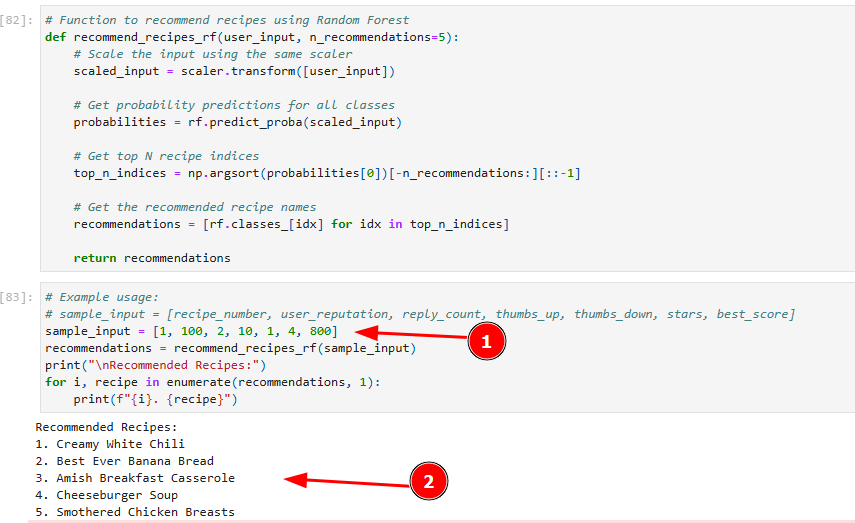 [82]: # Function to recommend recipes using Random Forest
def recommend_recipes_rf(user_input, n_recommendations=5):
    # Scale the input using the same scaler
    scaled_input = scaler.transform([user_input])

    # Get probability predictions for all classes
    probabilities = rf.predict_proba(scaled_input)

    # Get top N recipe indices
    top_n_indices = np.argsort(probabilities[0])[-n_recommendations:][::-1]

    # Get the recommended recipe names
    recommendations = [rf.classes_[idx] for idx in top_n_indices]

    return recommendations
[83]: # Example usage:
# sample_input = [recipe_number, user_reputation, reply_count, thumbs_up, thumbs_down, stars, best_score]
sample_input = [1, 100, 2, 10, 1, 4, 800]
1
recommendations = recommend_recipes_rf(sample_input)
print("\nRecommended Recipes:")
for i, recipe in enumerate(recommendations, 1):
    print(f"{i}. {recipe}")
Recommended Recipes:
1. Creamy White Chili
2. Best Ever Banana Bread
3. Amish Breakfast Casserole
2
4. Cheeseburger Soup
5. Smothered Chicken Breasts